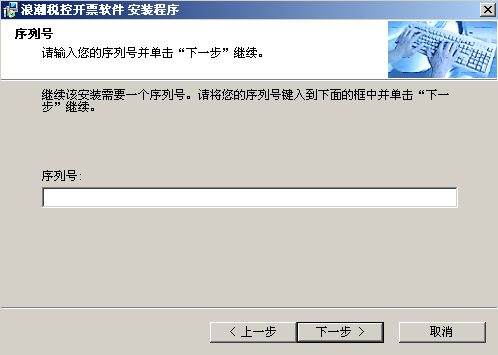 浪潮税控开票软件 安装程序
序列号
请输入您的序列号并单击“下一步”继续。
继续该安装需要一个序列号。请将您的序列号键入到下面的框中并单击“下一
步”继续。
序列号:
< 上一步
下一步 >
取消